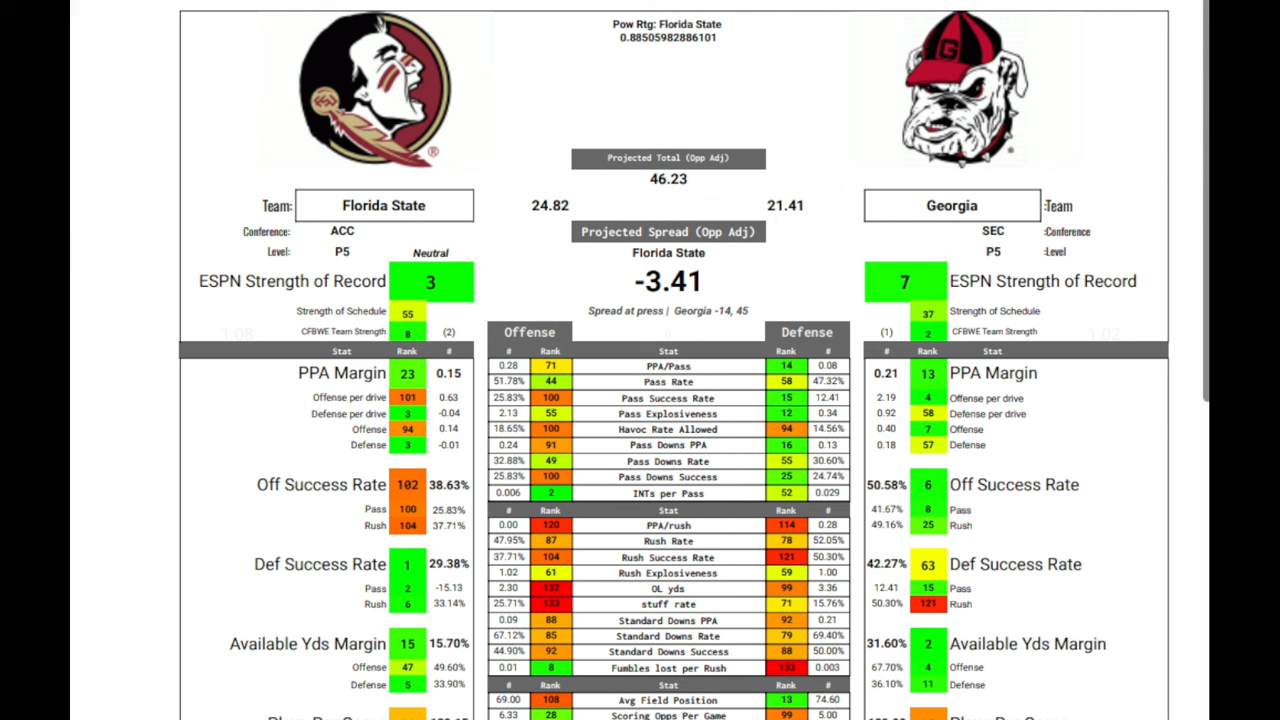 Pow Rtg: Florida State
0.88505982886101
Projected Total (Opp Adj)
46.23
Team: Florida State 24.82 21.41 Georgia :Team
Conference: ACC Projected Spread (Opp Adj) SEC :Conference
Level: P5 Neutral Florida State P5 :Level
ESPN Strength of Record 3 -3.41 7 ESPN Strength of Record
Strength of Schedule 55 Spread at press | Georgia -14, 45 37 Strength of Schedule
1.08 CFBWE Team Strength 8 (2) Offense 6 Defense (1) 2 CFBWE Team Strength 1.02
Stat Rank # # Rank Stat Rank # # Rank Stat
PPA Margin 23 0.15 0.28 71 PPA/Pass 14 0.08 0.21 13 PPA Margin
51.78% 44 Pass Rate 58 47.32%
Offense per drive 101 0.63 25.83% 100 Pass Success Rate 15 12.41 2.19 4 Offense per drive
Defense per drive 3 -0.04 2.13 55 Pass Explosiveness 12 0.34 0.92 58 Defense per drive
Offense 94 0.14 18.65% 100 Havoc Rate Allowed 94 14.56% 0.40 7 Offense
Defense 3 -0.01 0.24 91 Pass Downs PPA 16 0.13 0.18 57 Defense
32.88% 49 Pass Downs Rate 55 30.60%
Off Success Rate 102 38.63% 25.83% 100 Pass Downs Success 25 24.74% 50.58% 6 Off Success Rate
0.006 2 INTs per Pass 52 0.029
Pass 100 25.83% # Rank Stat Rank # 41.67% 8 Pass
Rush 104 37.71% 0.00 120 PPA/rush 114 0.28 49.16% 25 Rush
47.95% 87 Rush Rate 78 52.05%
Def Success Rate 1 29.38% 37.71% 104 Rush Success Rate 121 50.30% 42.27% 63 Def Success Rate
1.02 61 Rush Explosiveness 59 1.00
Pass 2 -15.13 2.30 132 OL yds 99 3.36 12.41 15 Pass
Rush 6 33.14% 25.71% 133 stuff rate 71 15.76% 50.30% 121 Rush
0.09 88 Standard Downs PPA 92 0.21
Available Yds Margin 15 15.70% 67.12% 85 Standard Downs Rate 79 69.40% 31.60% 2 Available Yds Margin
44.90% 92 Standard Downs Success 88 50.00%
Offense 47 49.60% 0.01 8 Fumbles lost per Rush 133 0.003 67.70% 4 Offense
Defense 5 33.90% # Rank Stat Rank # 36.10% 11 Defense
69.00 108 Avg Field Position 13 74.60
6.33 28 Scoring Opps Per Game 99 5.00